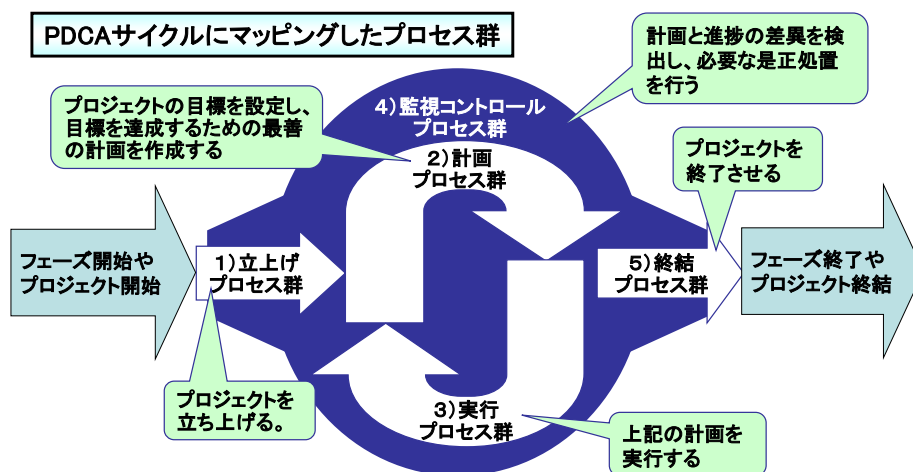 PDCAサイクルにマッピングしたプロセス群
計画と進捗の差異を検
出し、必要な是正処置
を行う
プロジェクトの目標を設定し、
目標を達成するための最善
の計画を作成する
4)監視コントロール
プロセス群
2)計画
プロセス群
プロジェクトを
終了させる
フェーズ開始や
プロジェクト開始
1)立上げ
プロセス群
5)終結
プロセス群
フェーズ終了や
プロジェクト終結
プロジェクトを
立ち上げる。
3)実行
プロセス群
上記の計画を
実行する